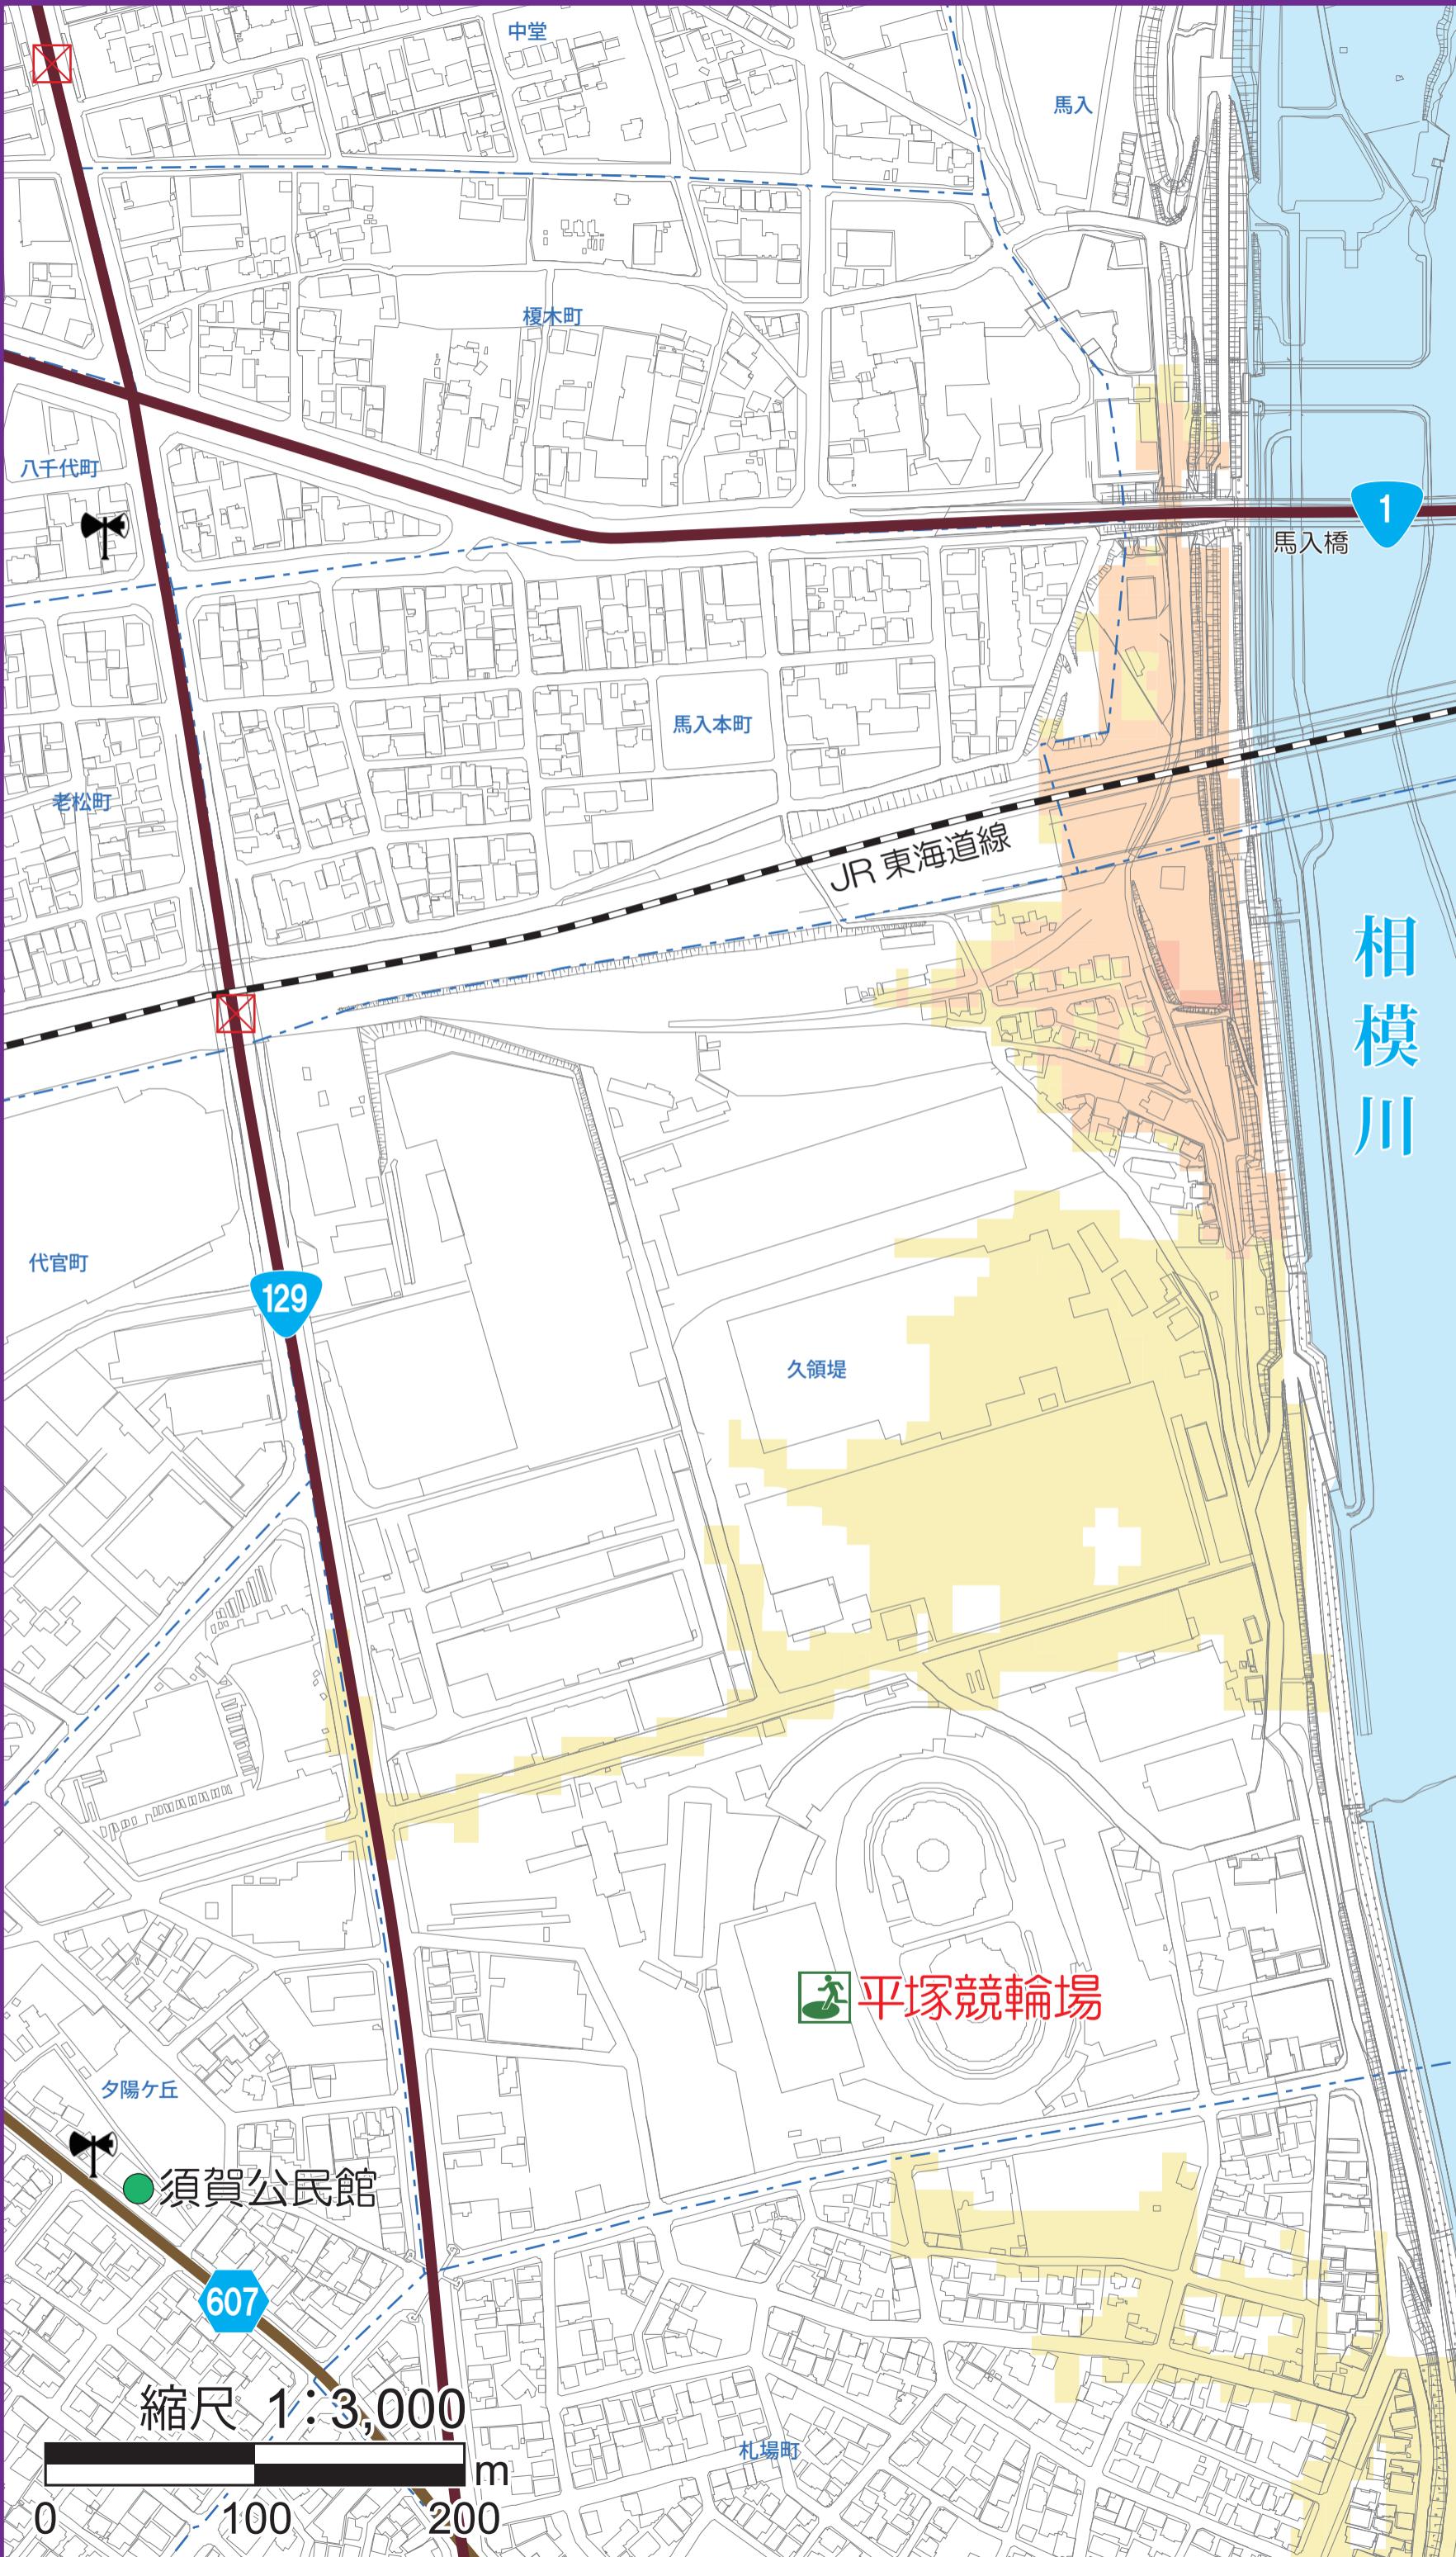 中堂
馬入
榎木町
八千代町
1
馬入橋
馬入本町
老松町
JR 東海道線
相模川
代官町
129
久領堤
平塚競輪場
夕陽ケ丘
須賀公民館
607
縮尺 1:3,000
札場町
m
0 100 200